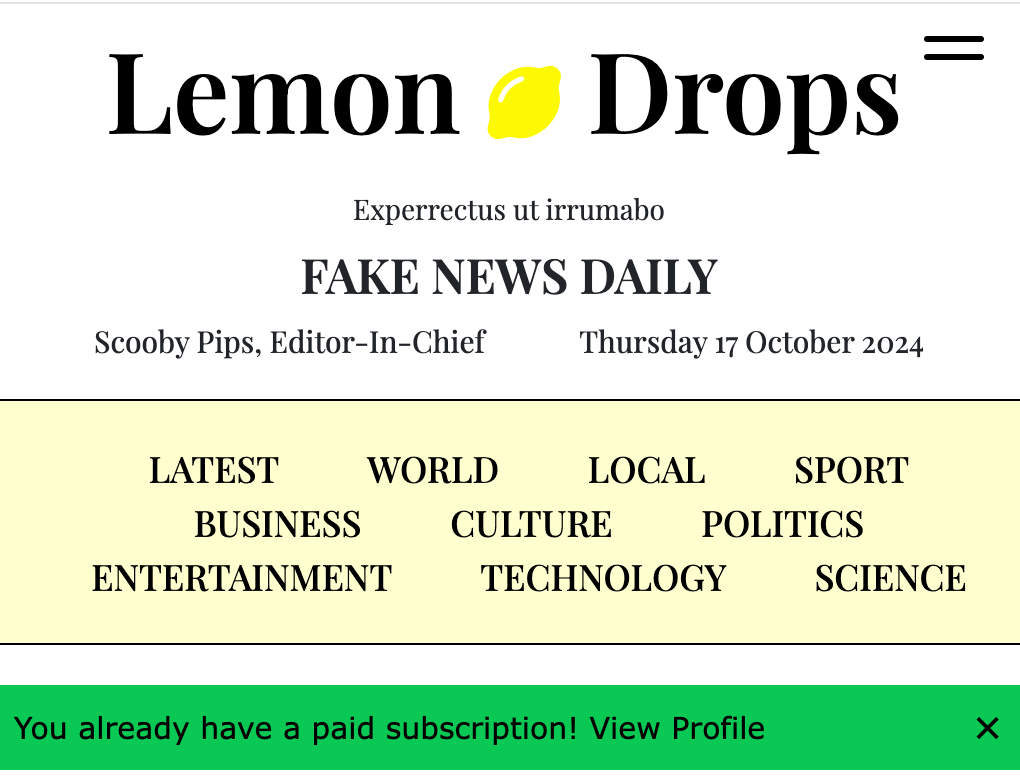 Lemon Drops
Experrectus ut irrumabo
FAKE NEWS DAILY
Scooby Pips, Editor-In-Chief Thursday 17 October 2024
LATEST WORLD LOCAL SPORT
BUSINESS CULTURE POLITICS
ENTERTAINMENT TECHNOLOGY SCIENCE
You already have a paid subscription! View Profile ✕